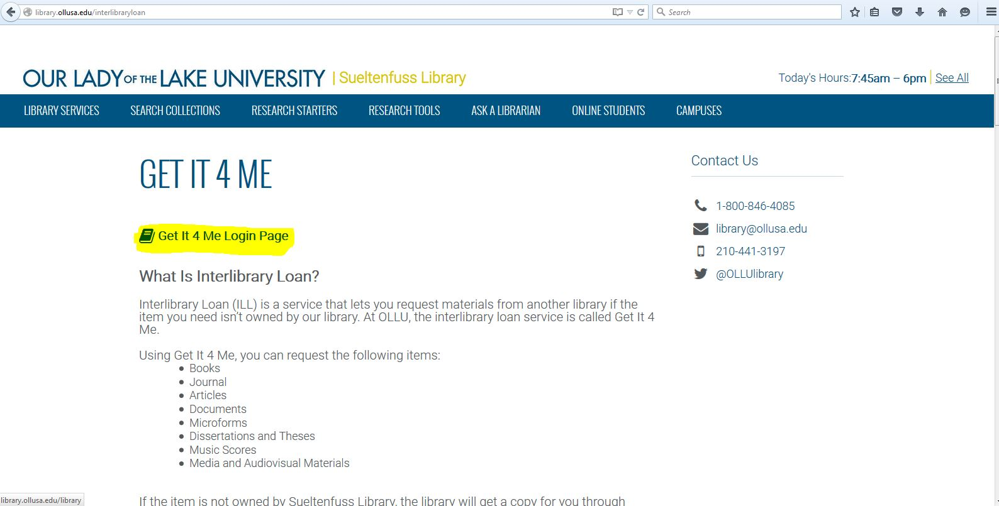 library.ollusa.edu/interlibraryloan
Search
OUR LADY OF THE LAKE UNIVERSITY | Sueltenfuss Library
Today's Hours:7:45am – 6pm | See All
LIBRARY SERVICES SEARCH COLLECTIONS RESEARCH STARTERS RESEARCH TOOLS ASK A LIBRARIAN ONLINE STUDENTS CAMPUSES
GET IT 4 ME
Get It 4 Me Login Page
What Is Interlibrary Loan?
Interlibrary Loan (ILL) is a service that lets you request materials from another library if the
item you need isn’t owned by our library. At OLLU, the interlibrary loan service is called Get It 4
Me.
Using Get It 4 Me, you can request the following items:
Books
Journal
Articles
Documents
Microforms
Dissertations and Theses
Music Scores
Media and Audiovisual Materials
If the item is not owned by Sueltenfuss Library, the library will get a copy for you through
Contact Us
1-800-846-4085
library@ollusa.edu
210-441-3197
@OLLUlibrary
library.ollusa.edu/library